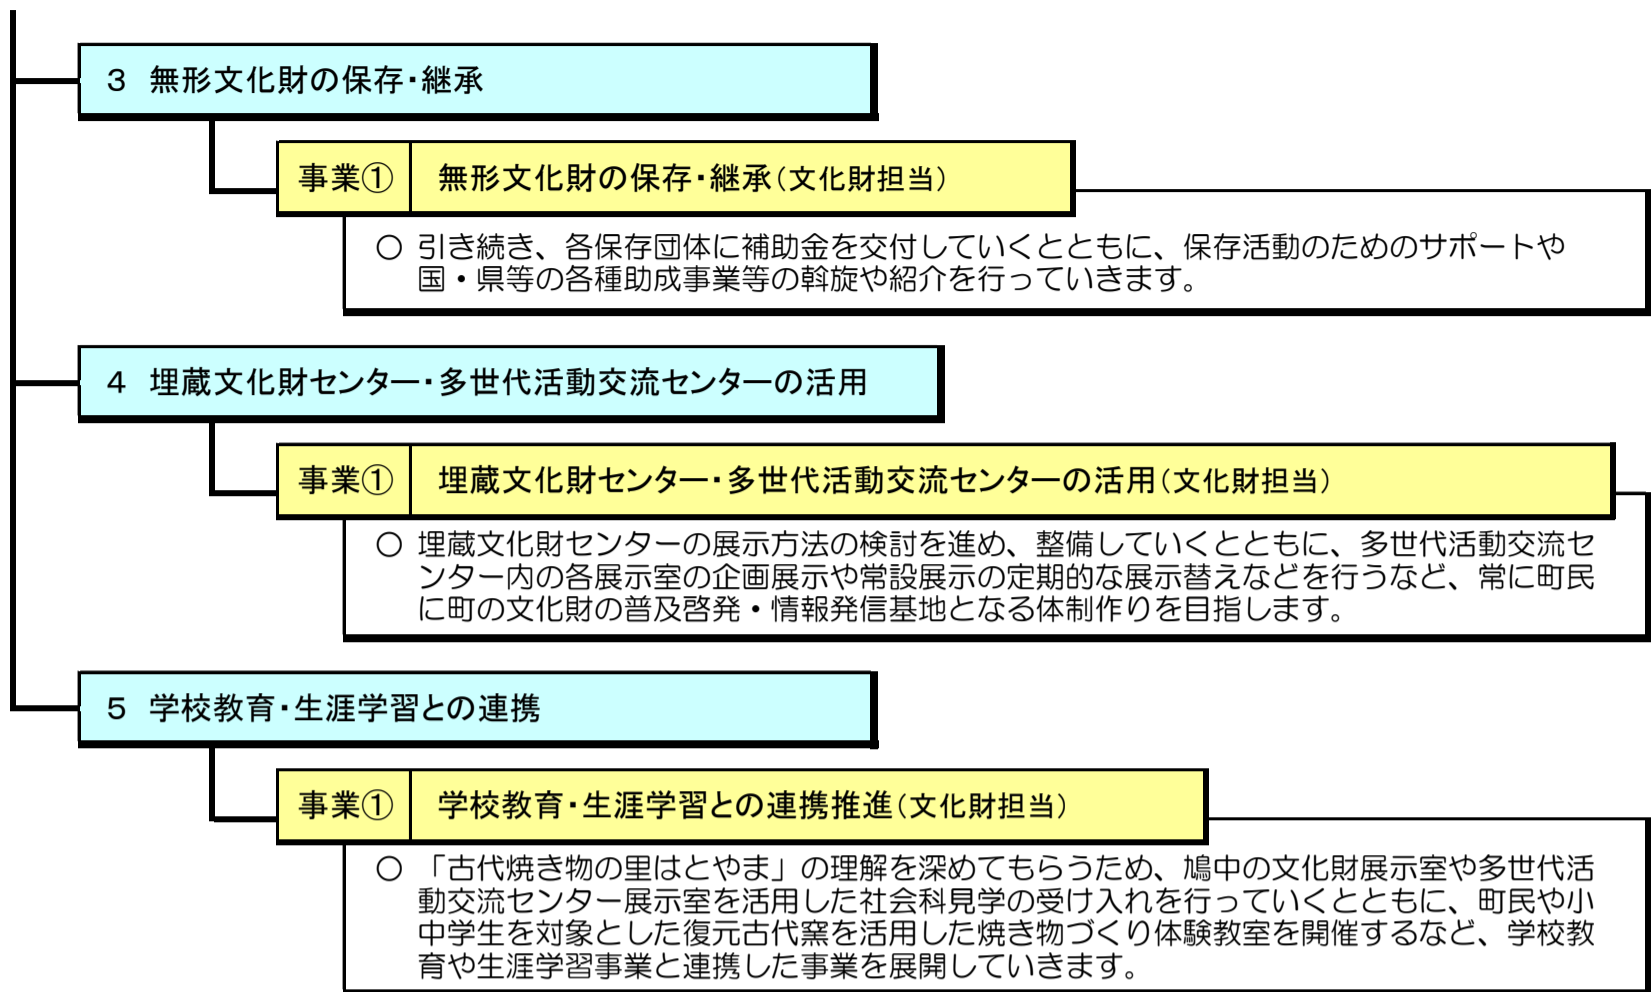 ３　無形文化財の保存・継承
事業①　無形文化財の保存・継承（文化財担当）
○ 引き続き、各保存団体に補助金を交付していくとともに、保存活動のためのサポートや
国・県等の各種助成事業等の斡旋や紹介を行っていきます。
４　埋蔵文化財センター・多世代活動交流センターの活用
事業①　埋蔵文化財センター・多世代活動交流センターの活用（文化財担当）
○ 埋蔵文化財センターの展示方法の検討を進め、整備していくとともに、多世代活動交流セ
ンター内の各展示室の企画展示や常設展示の定期的な展示替えなどを行うなど、常に町民
に町の文化財の普及啓発・情報発信基地となる体制作りを目指します。
５　学校教育・生涯学習との連携
事業①　学校教育・生涯学習との連携推進（文化財担当）
○ 「古代焼き物の里はとやま」の理解を深めてもらうため、鳩中の文化財展示室や多世代活
動交流センター展示室を活用した社会科見学の受け入れを行っていくとともに、町民や小
中学生を対象とした復元古代窯を活用した焼き物づくり体験教室を開催するなど、学校教
育や生涯学習事業と連携した事業を展開していきます。